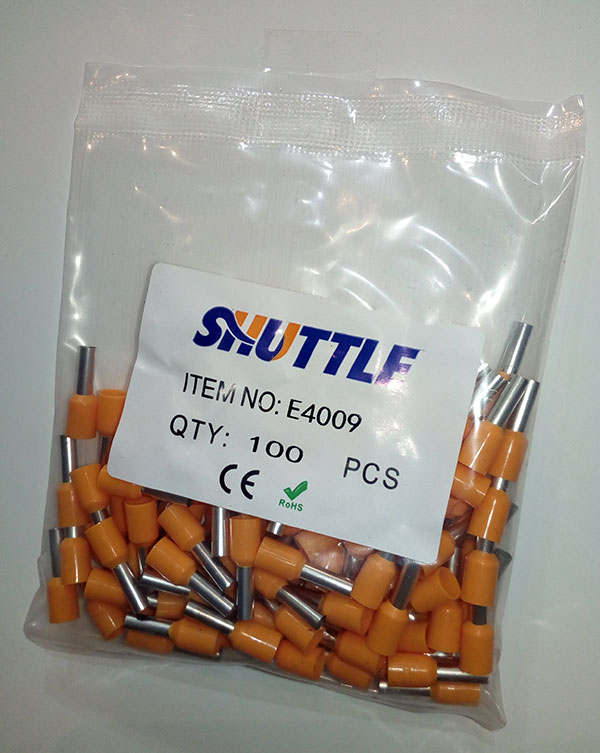 SHUTTLE
ITEM NO: E4009
QTY: 100 PCS
CE
RoHS